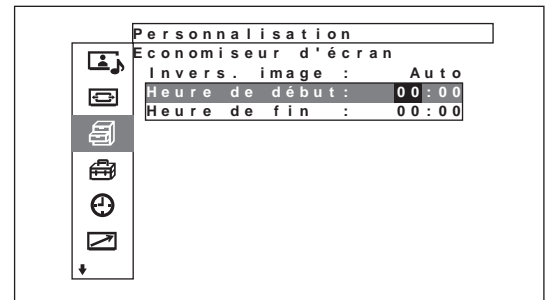 Personnalisation
Economiseur d'écran
Invers. image : Auto
Heure de début: 00:00
Heure de fin : 00:00